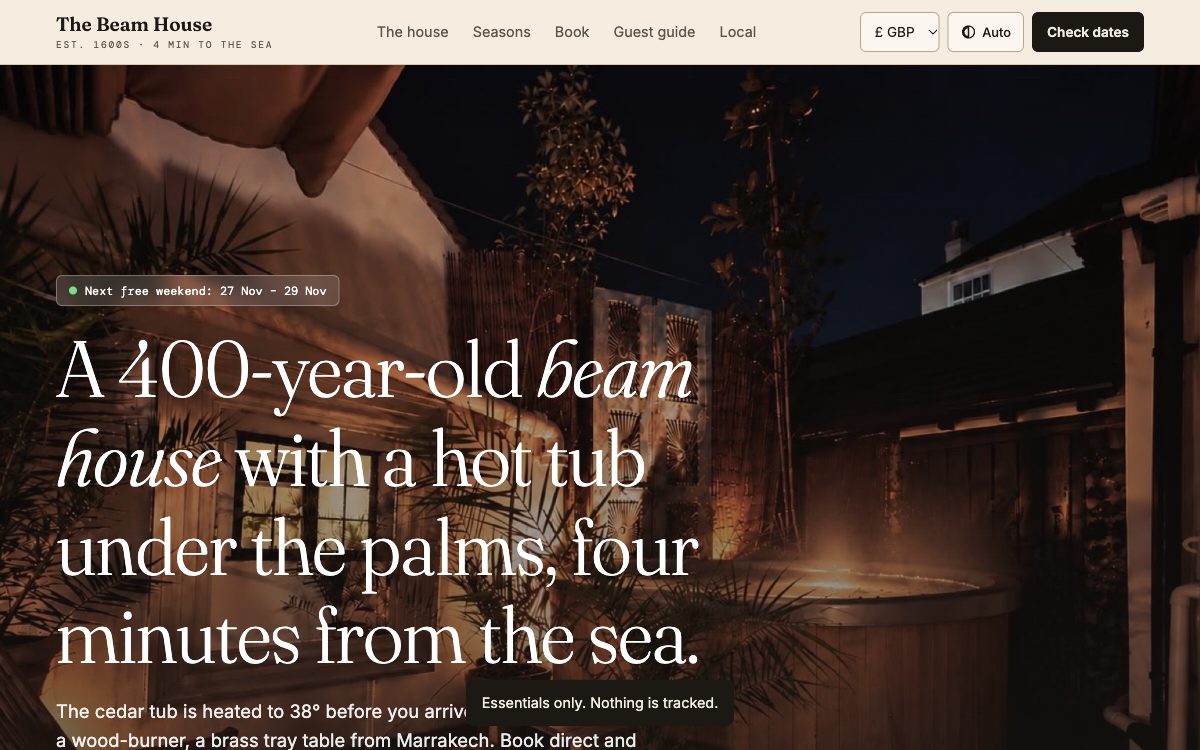 The Beam House
EST. 1600S · 4 MIN TO THE SEA
The house
Seasons
Book
Guest guide
Local
£ GBP
Auto
Check dates
Next free weekend: 27 Nov – 29 Nov
A 400-year-old beam
house with a hot tub
under the palms, four
minutes from the sea.
The cedar tub is heated to 38° before you
Essentials only. Nothing is tracked.
a wood-burner, a brass tray table from Marrakech. Book direct and